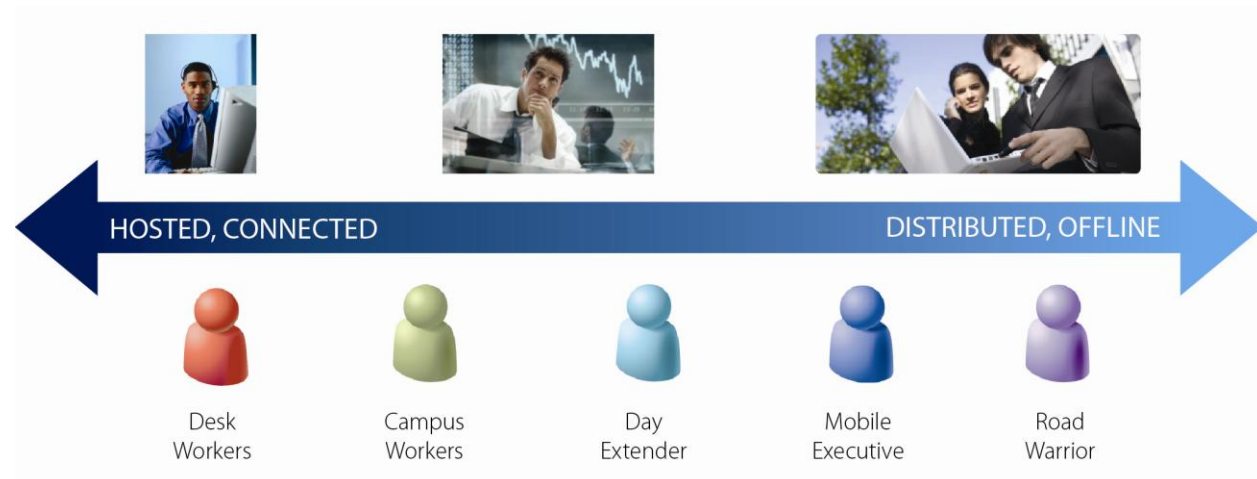 HOSTED, CONNECTED
DISTRIBUTED, OFFLINE
Desk
Workers
Campus
Workers
Day
Extender
Mobile
Executive
Road
Warrior